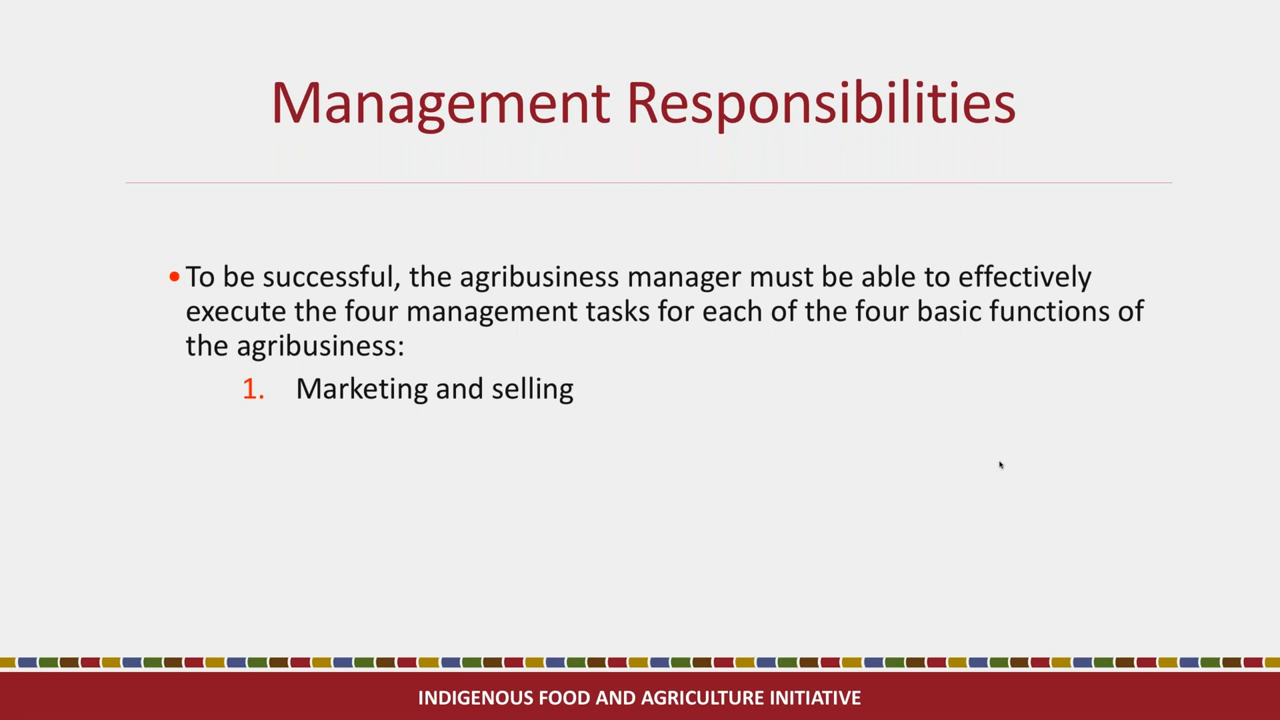 Management Responsibilities
•To be successful, the agribusiness manager must be able to effectively
execute the four management tasks for each of the four basic functions of
the agribusiness:
1. Marketing and selling
INDIGENOUS FOOD AND AGRICULTURE INITIATIVE